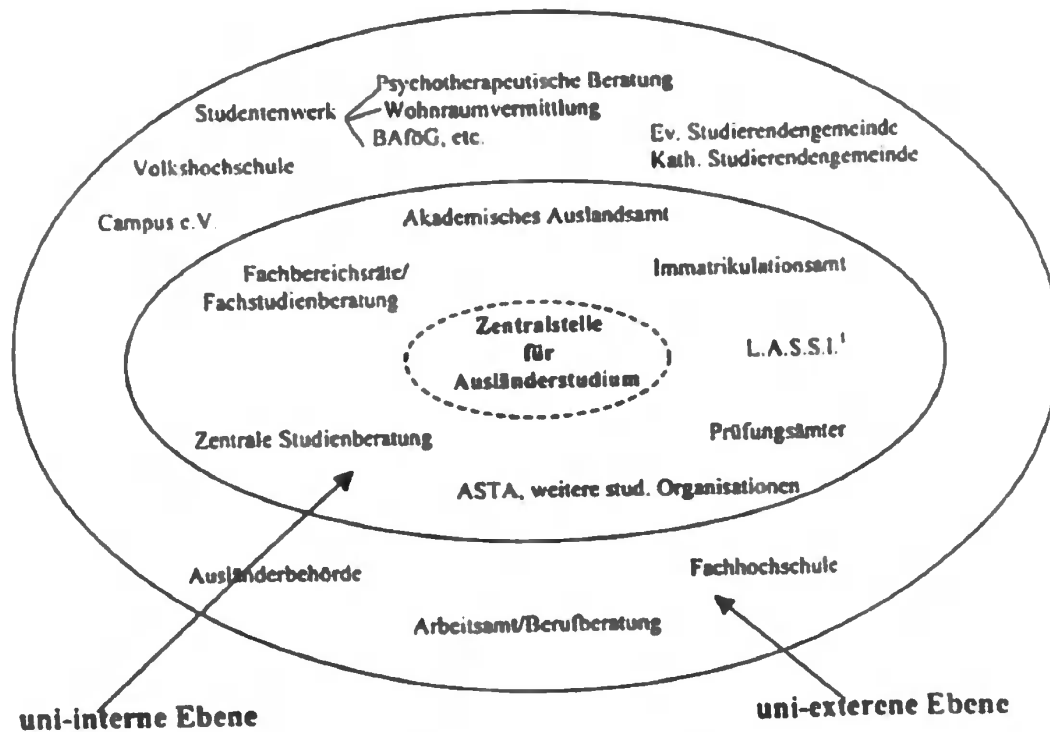 Psychotherapeutische Beratung
Studentenwerk
Wohnraumvermittlung
BAföG, etc.
Ev. Studierendengemeinde
Kath. Studierendengemeinde
Volkshochschule
Campus e.V.
Akademisches Auslandsamt
Fachbereichsräte/
Fachstudienberatung
Immatrikulationsamt
Zentralstelle
für
Ausländerstudium
L.A.S.S.I.¹
Zentrale Studienberatung
Prüfungsämter
ASTA, weitere stud. Organisationen
Ausländerbehörde
Fachhochschule
Arbeitsamt/Berufberatung
uni-interne Ebene
uni-externe Ebene